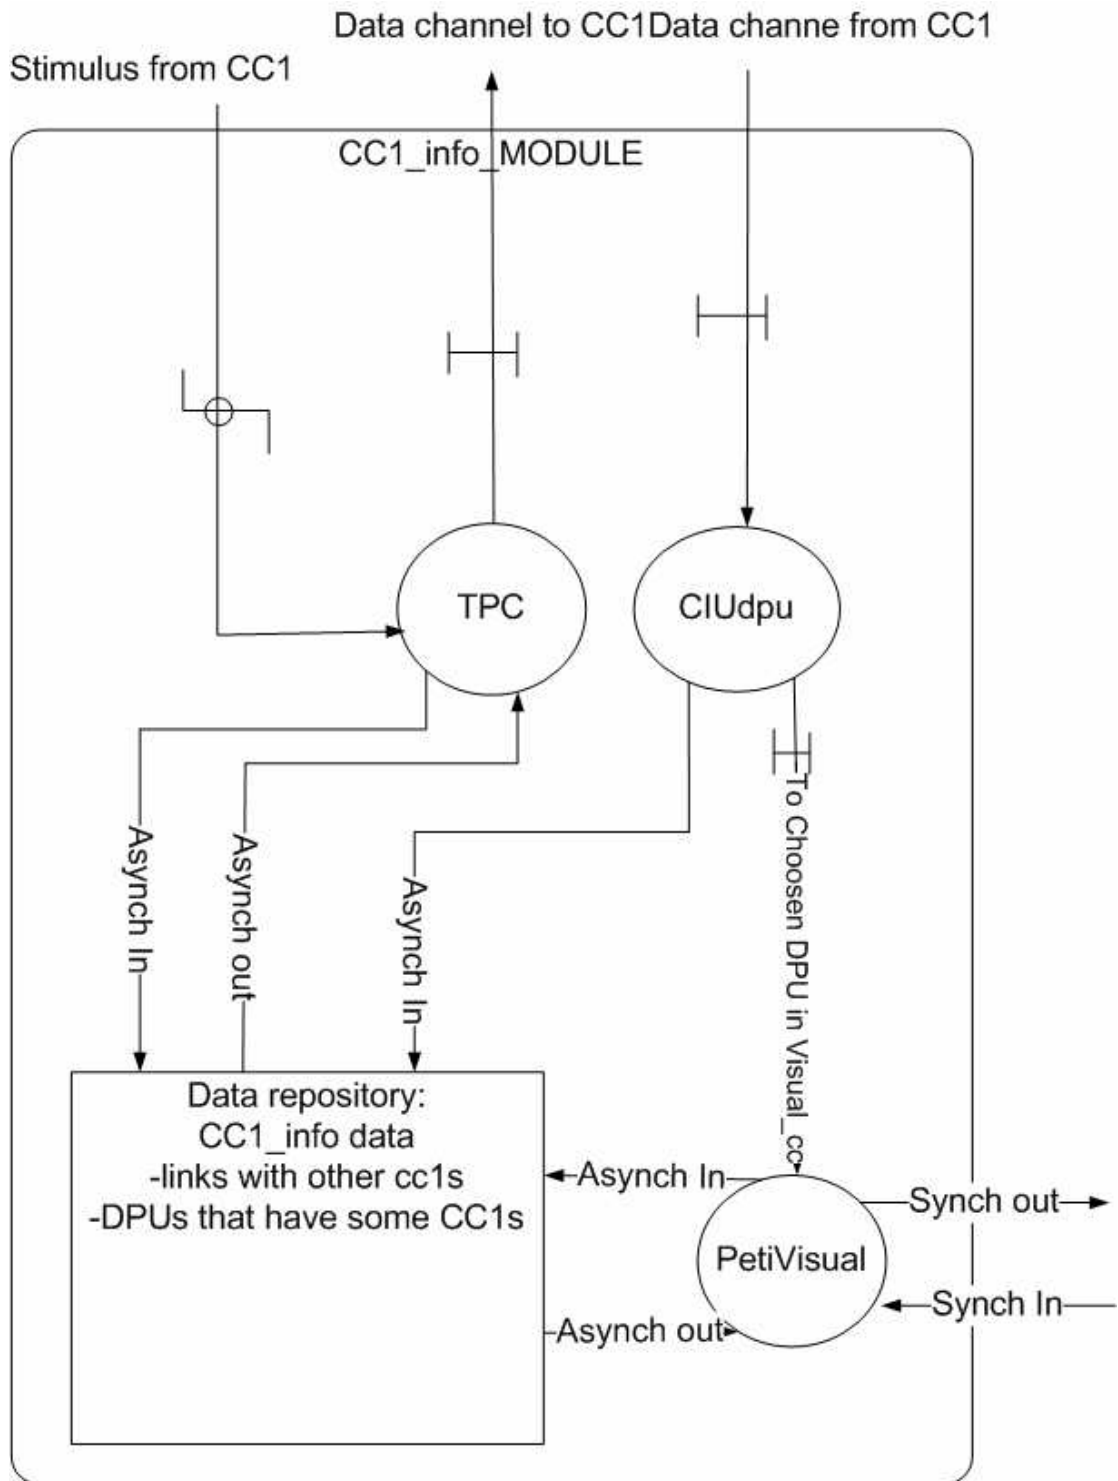 Data channel to CC1Data channe from CC1
Stimulus from CC1
CC1_info_MODULE
TPC
CIUdpu
To Choosen DPU in Visual_cc
Asynch In
Asynch out
Asynch In
Data repository:
CC1_info data
-links with other cc1s
-DPUs that have some CC1s
Asynch In
Synch out
PetiVisual
Synch In
Asynch out